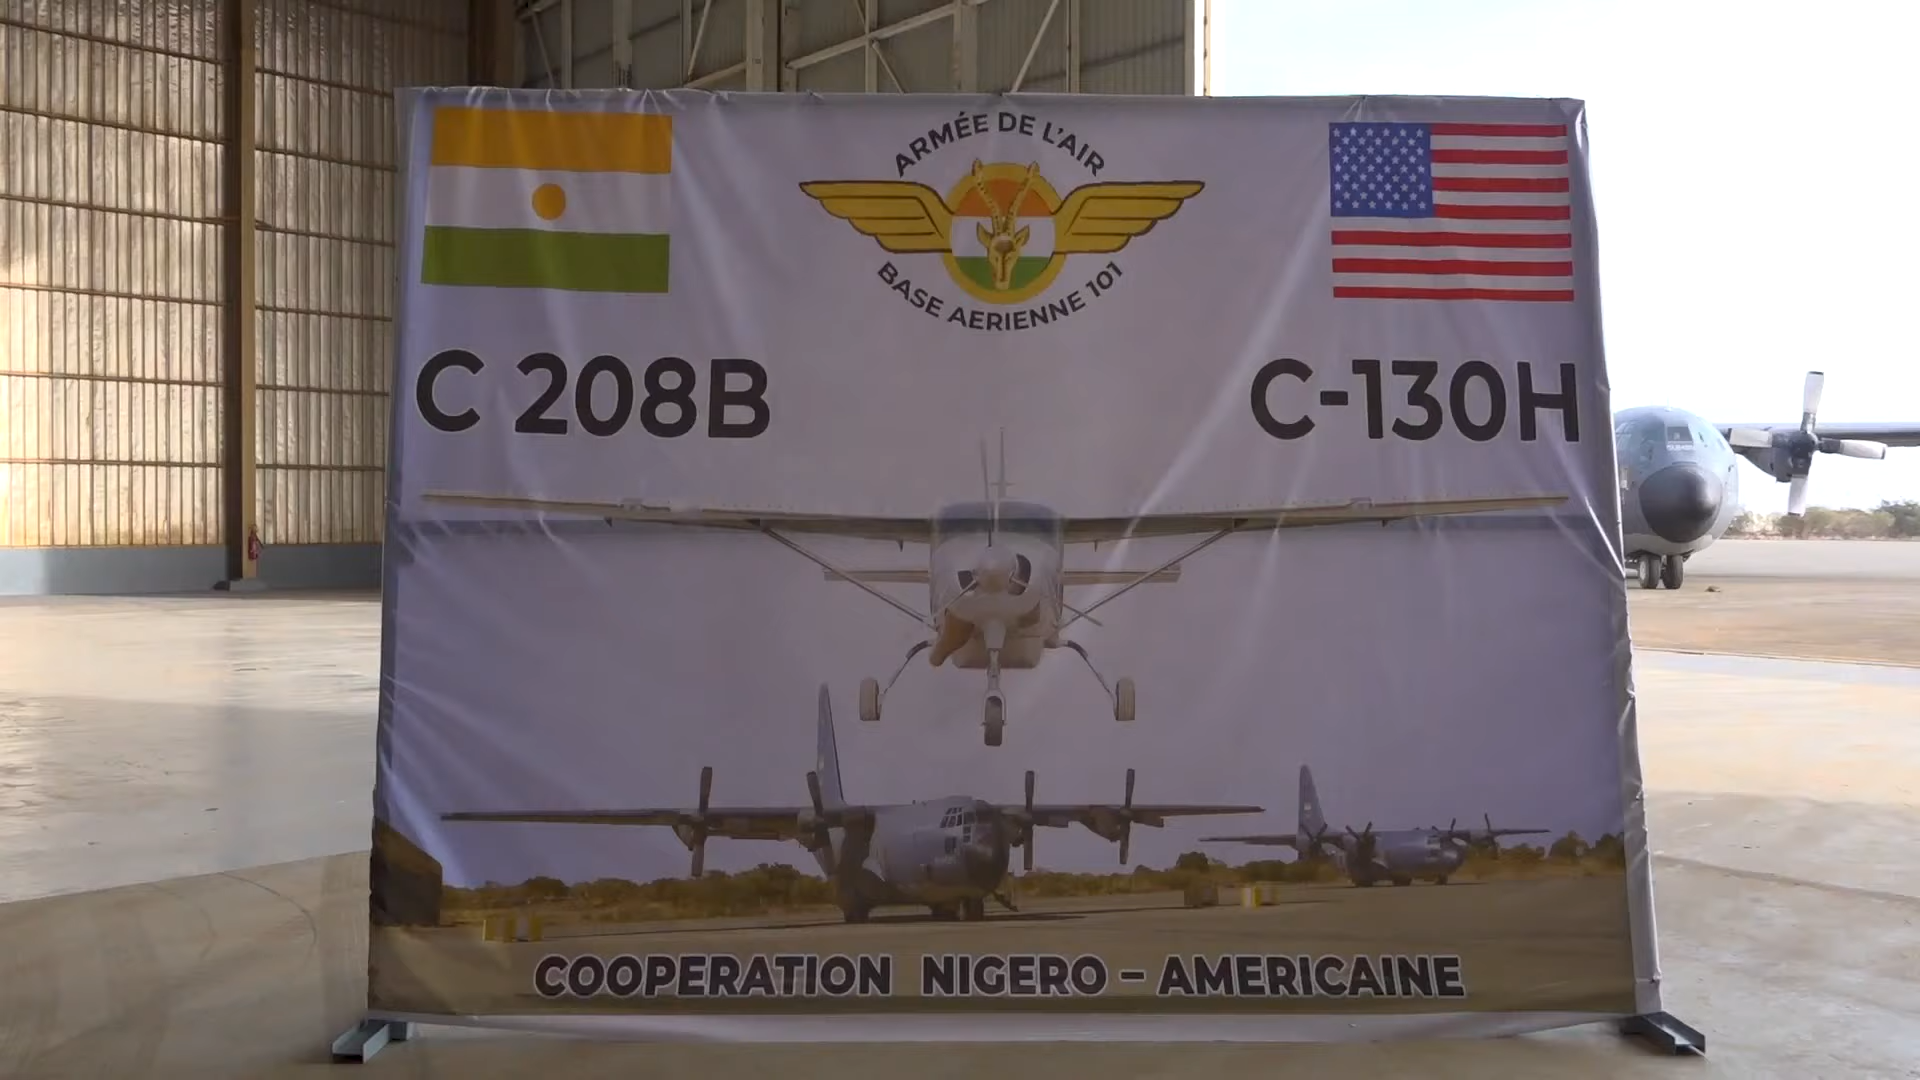 ARMÉE DE L'AIR
BASE AERIENNE 101
C 208B
C-130H
COOPERATION NIGERO – AMERICAINE